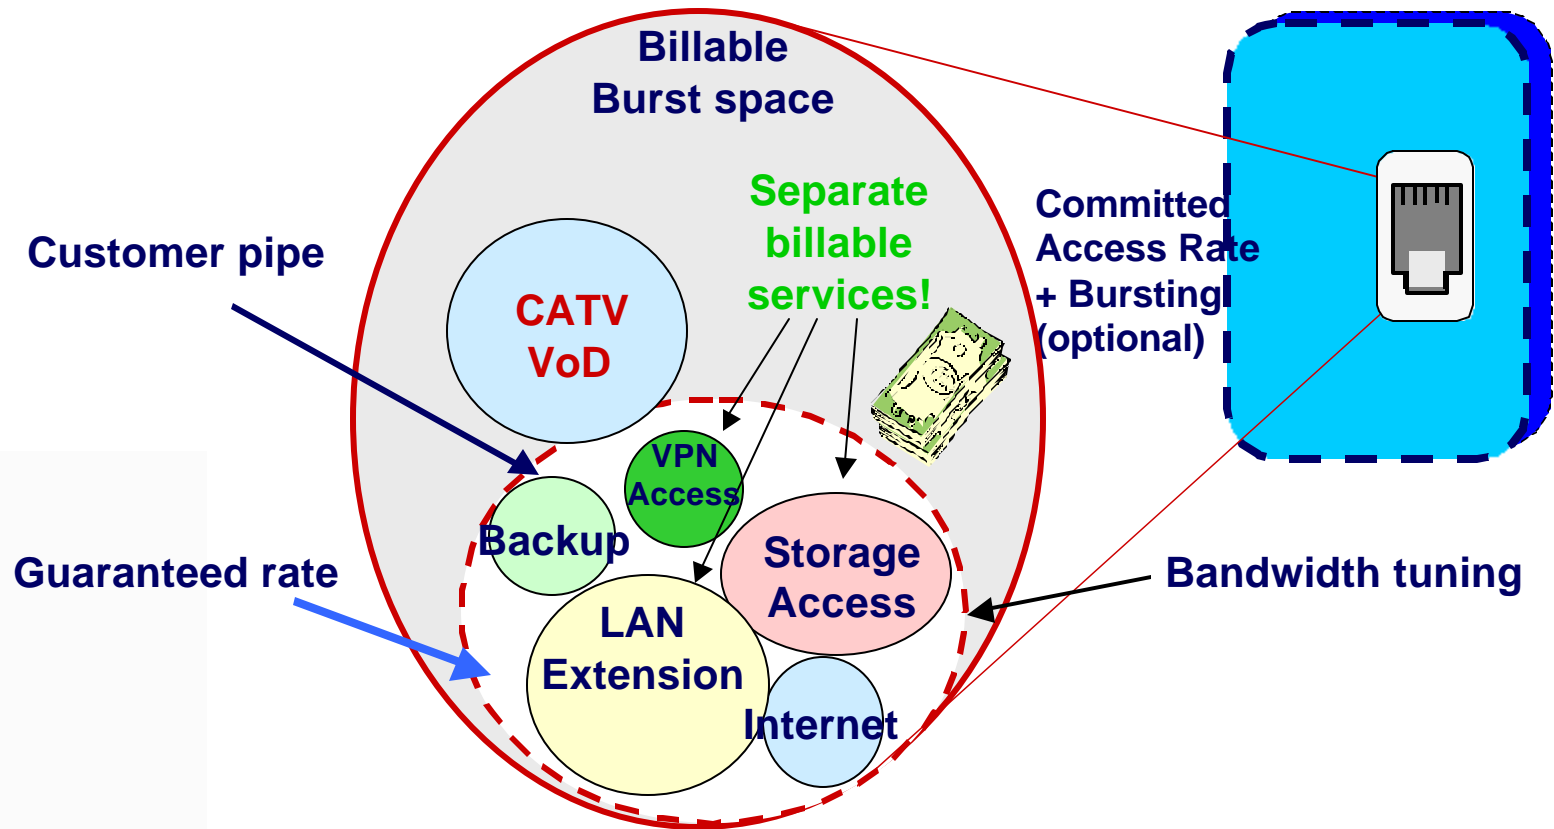 Billable
Burst space
Separate
billable
services!
Committed
Access Rate
+ Bursting
(optional)
Customer pipe
CATV
VoD
VPN
Access
Backup
Storage
Access
Guaranteed rate
Bandwidth tuning
LAN
Extension
Internet